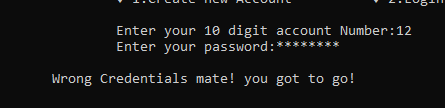 1.Create new Account 2.Login
Enter your 10 digit account Number:12
Enter your password:********
Wrong Credentials mate! you got to go!